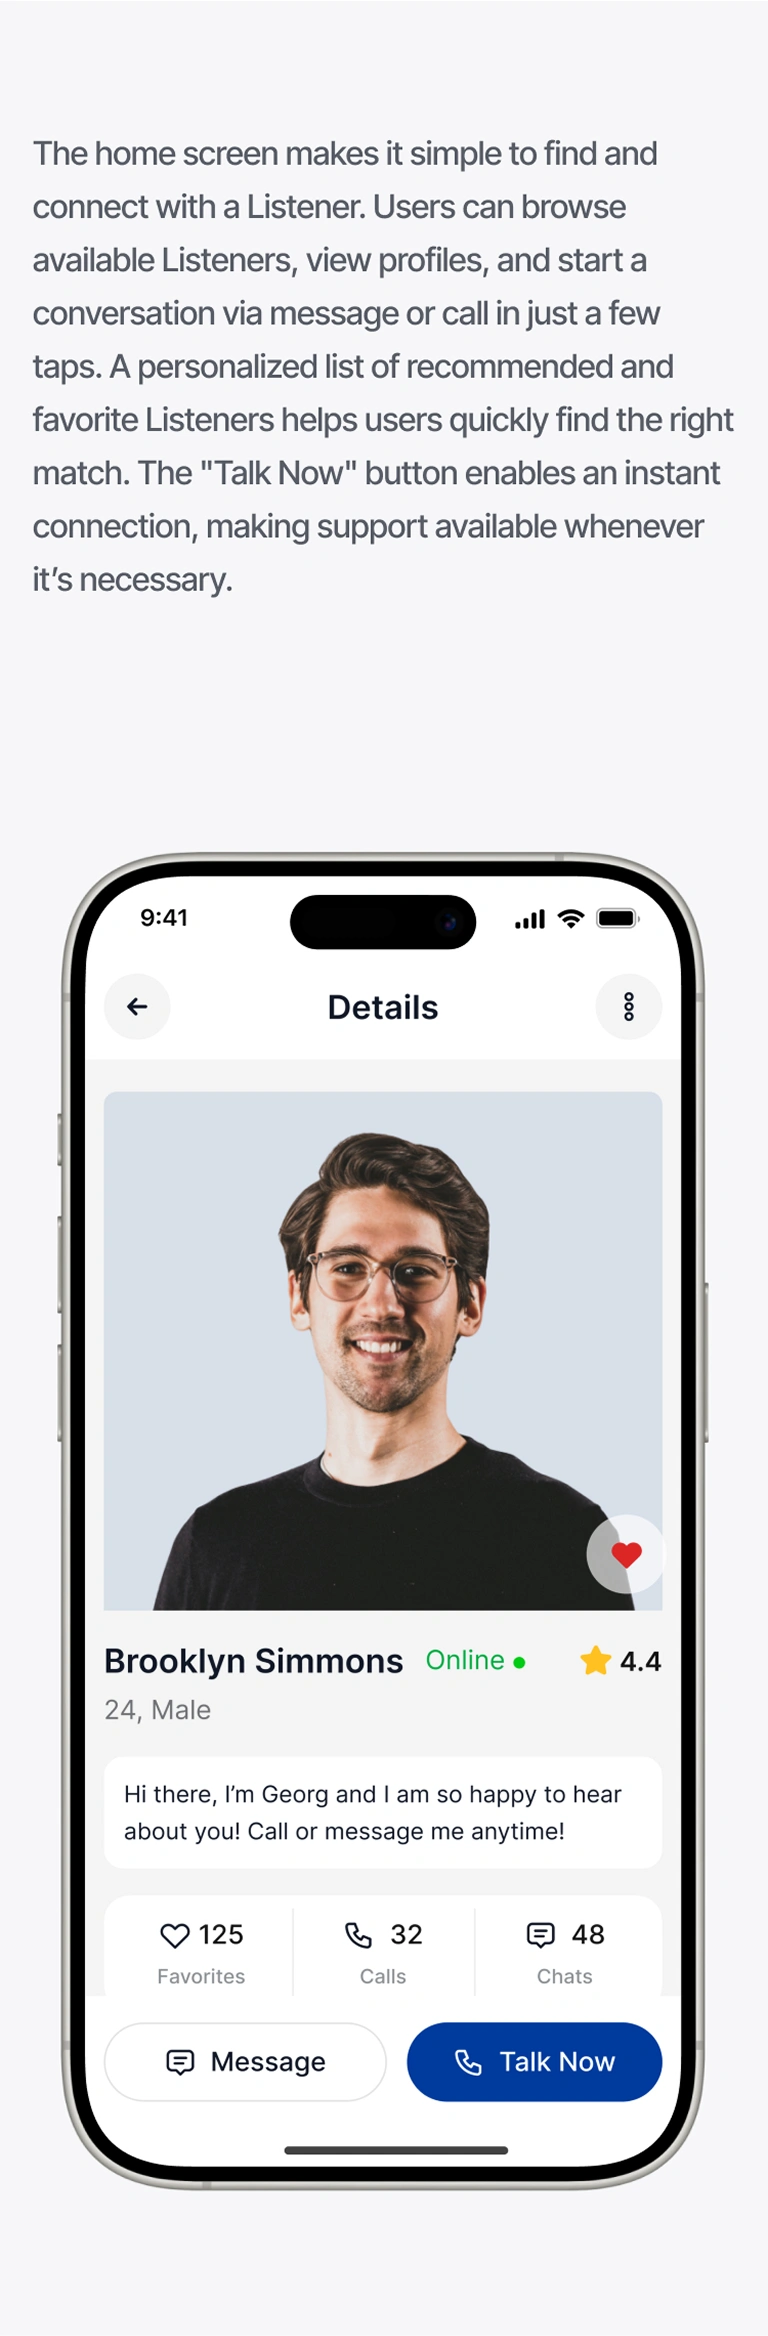 The home screen makes it simple to find and
connect with a Listener. Users can browse
available Listeners, view profiles, and start a
conversation via message or call in just a few
taps. A personalized list of recommended and
favorite Listeners helps users quickly find the right
match. The "Talk Now" button enables an instant
connection, making support available whenever
it’s necessary.
9:41
Details
Brooklyn Simmons Online 4.4
24, Male
Hi there, I’m Georg and I am so happy to hear
about you! Call or message me anytime!
125 32 48
Favorites Calls Chats
Message Talk Now